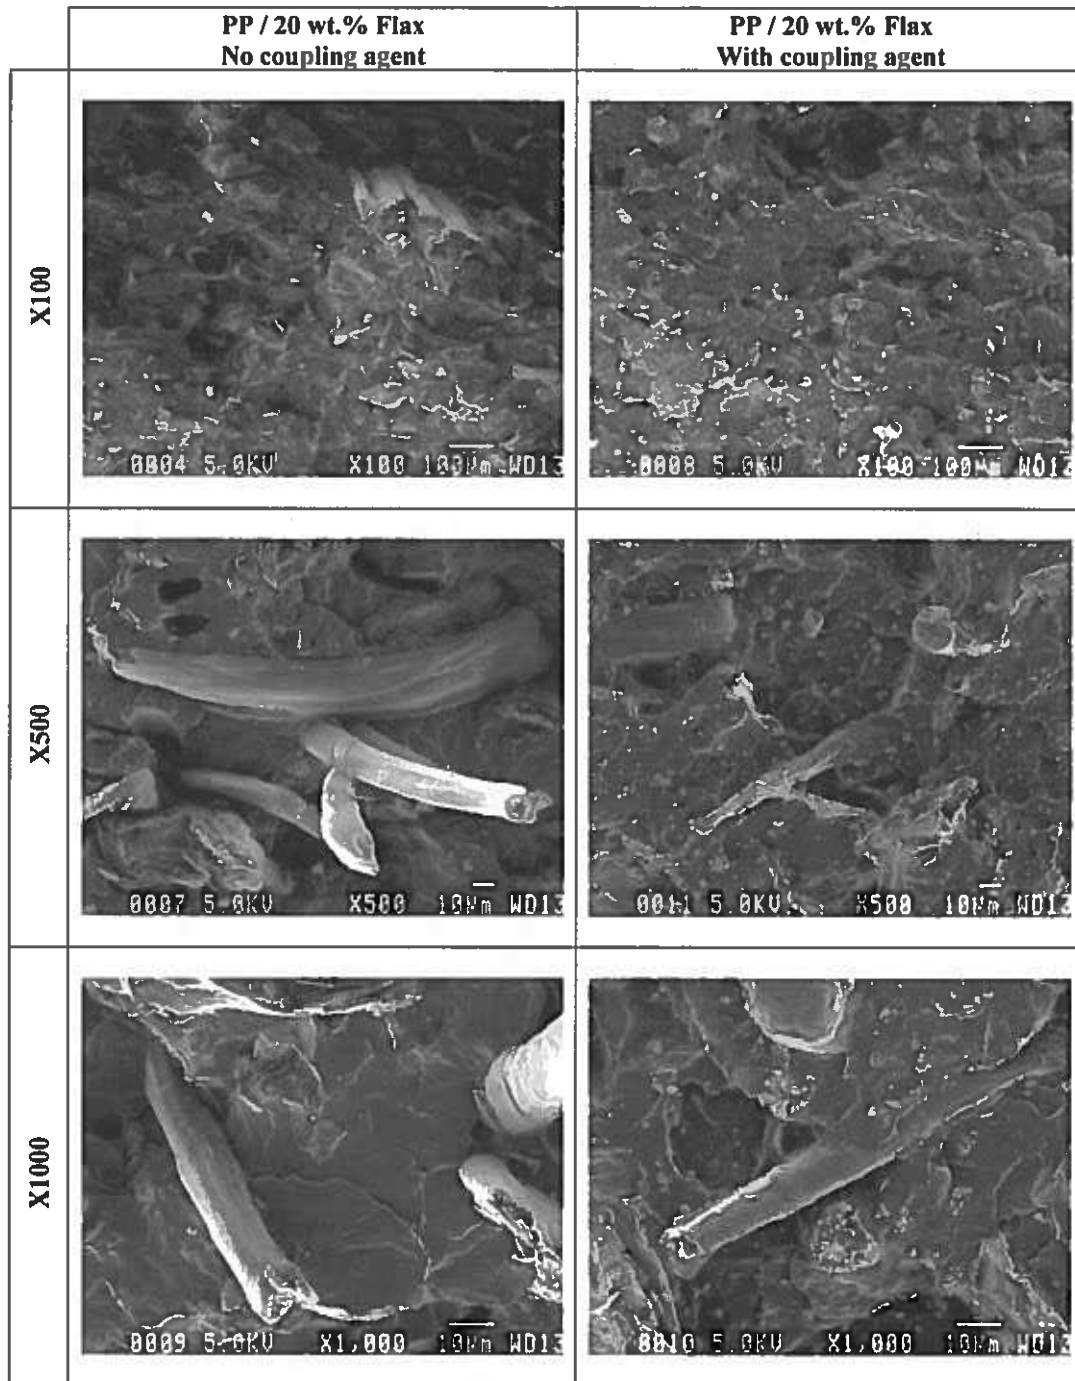 PP / 20 wt.% Flax
No coupling agent
PP / 20 wt.% Flax
With coupling agent
X100
0004 5.0KV X100 100µm WD13
0008 5.0KV X100 100µm WD13
X500
0007 5.0KV X500 10µm WD13
0011 5.0KV X500 10µm WD13
X1000
0009 5.0KV X1,000 10µm WD13
0010 5.0KV X1,000 10µm WD13